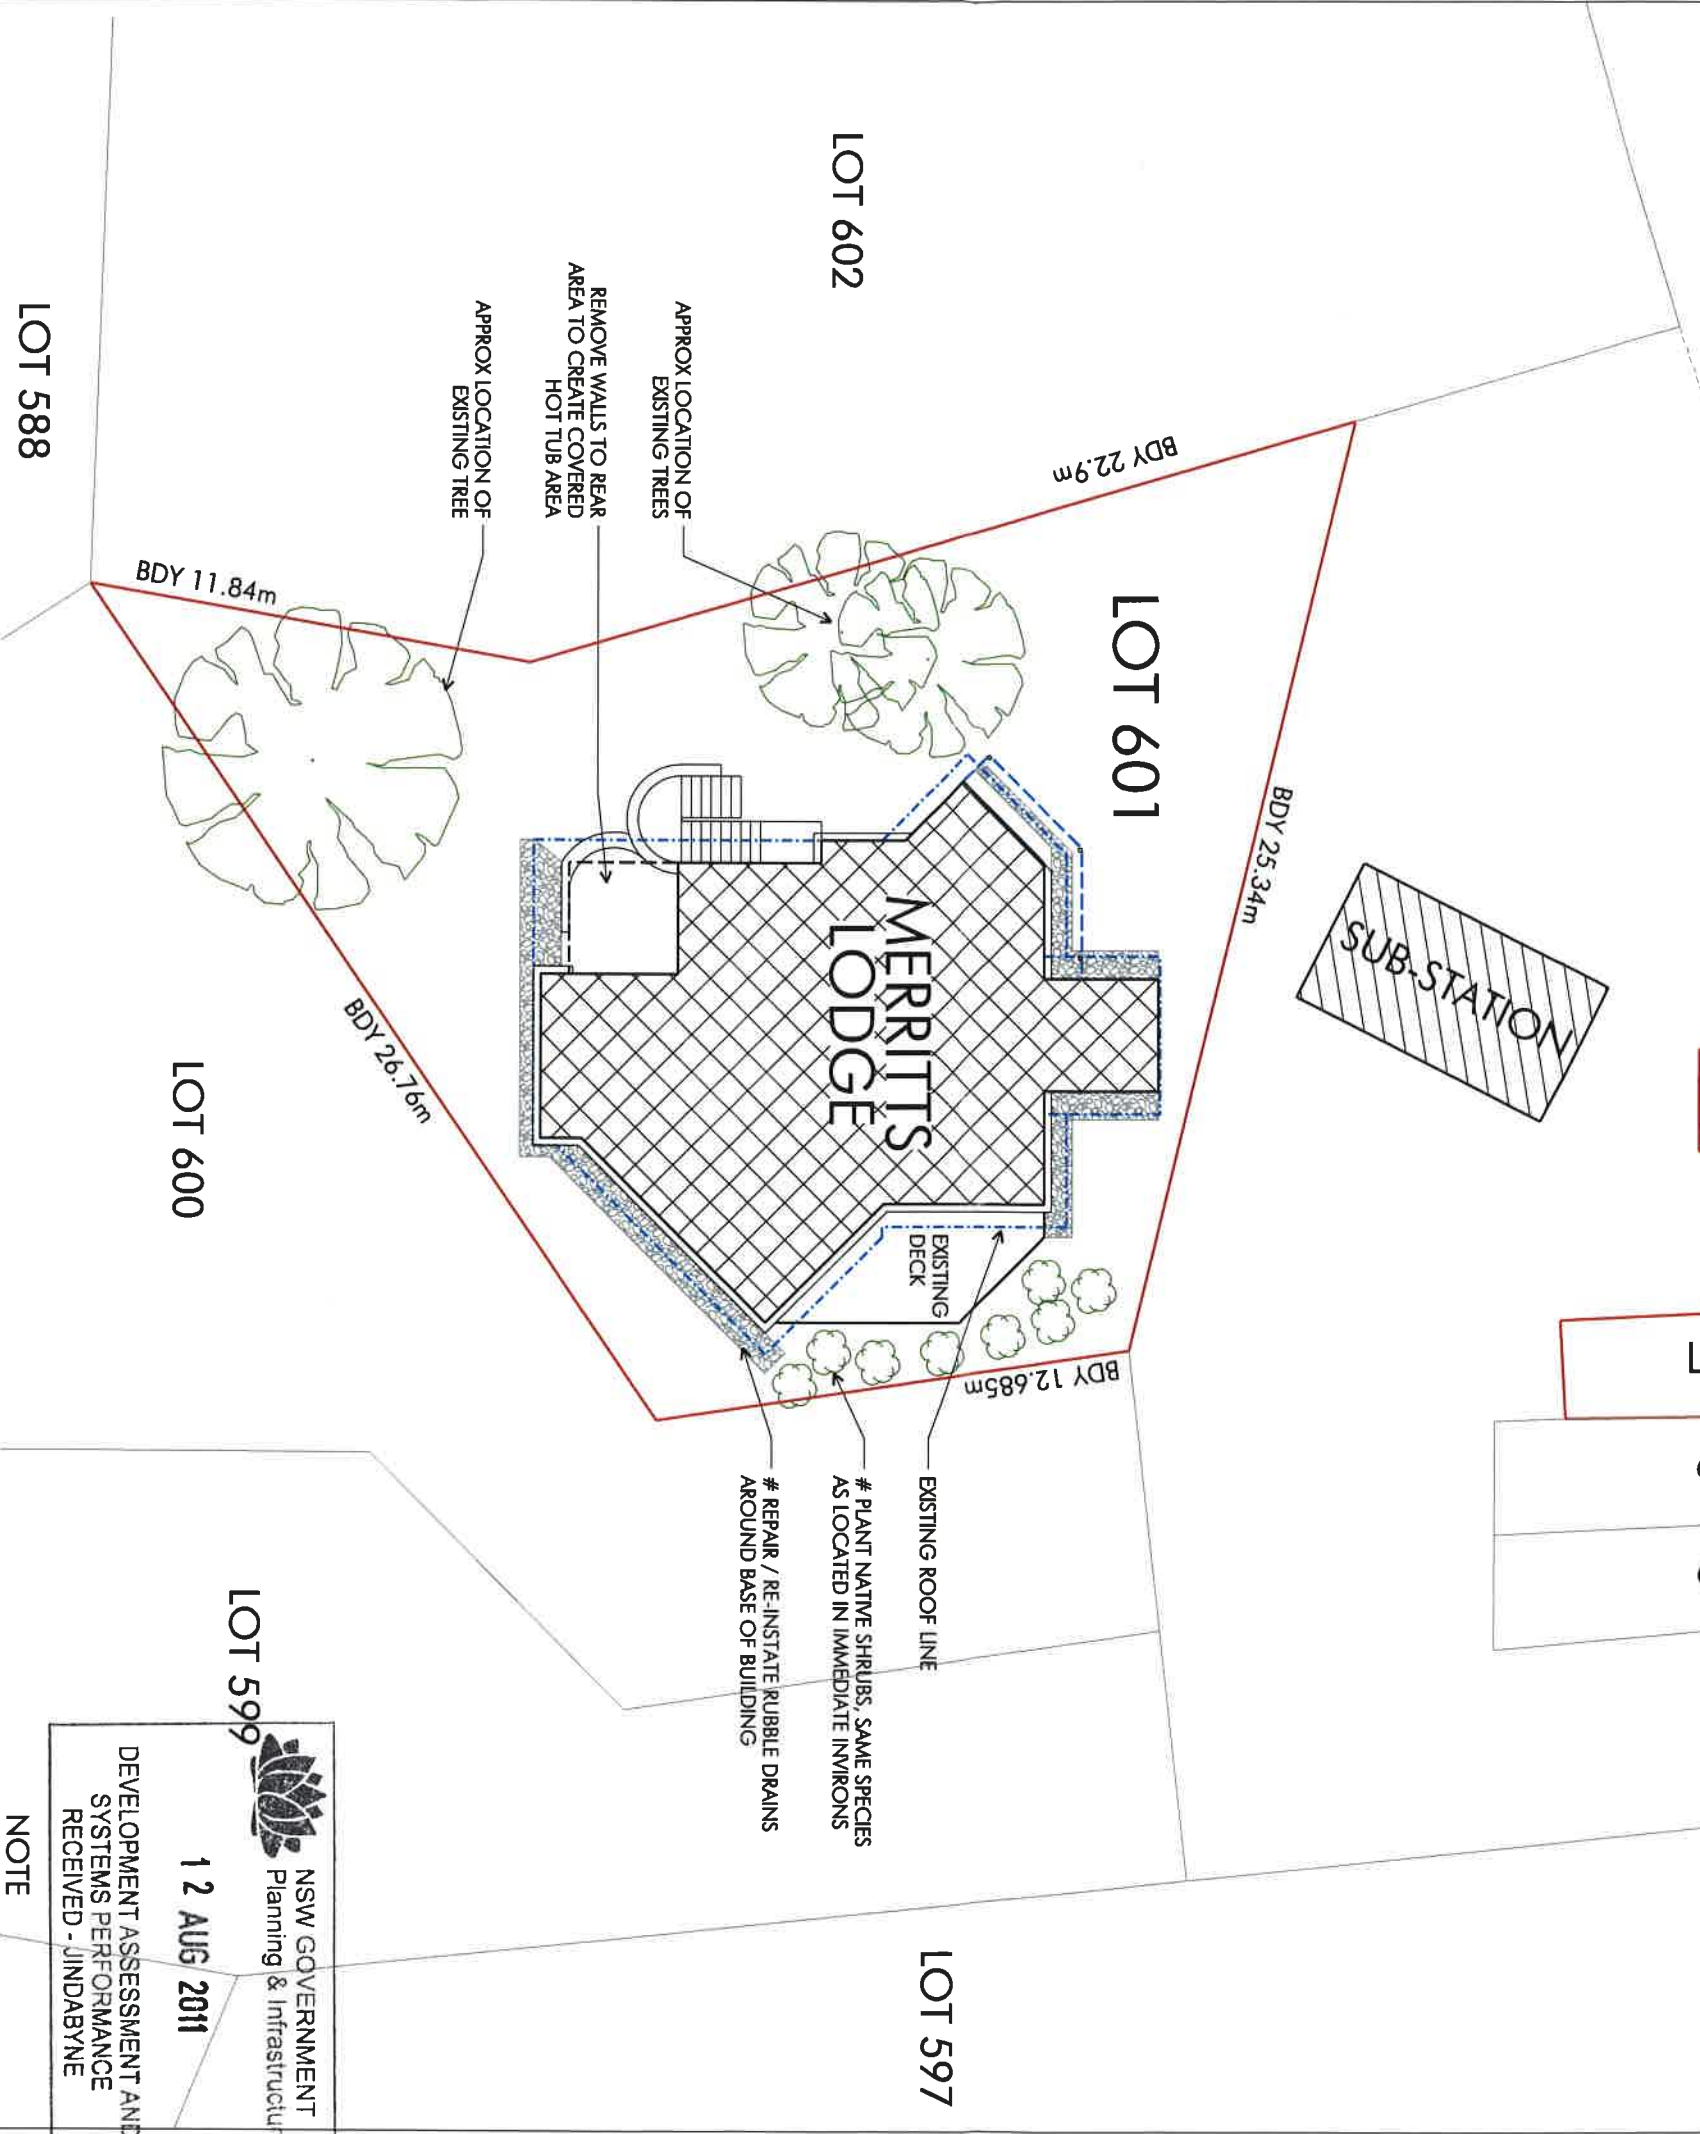 LOT 602
LOT 588
APPROX LOCATION OF
EXISTING TREES
REMOVE WALLS TO REAR
AREA TO CREATE COVERED
HOT TUB AREA
APPROX LOCATION OF
EXISTING TREE
BDY 22.9m
BDY 11.84m
LOT 601
BDY 25.34m
SUB-STATION
MERRITTS
LODGE
BDY 26.76m
LOT 600
EXISTING
DECK
BDY 12.685m
EXISTING ROOF LINE
# PLANT NATIVE SHRUBS, SAME SPECIES
AS LOCATED IN IMMEDIATE INVIRONS
# REPAIR / RE-INSTATE RUBBLE DRAINS
AROUND BASE OF BUILDING
LOT 599
LOT 597
NSW GOVERNMENT
Planning & Infrastructur
12 AUG 2011
DEVELOPMENT ASSESSMENT AND
SYSTEMS PERFORMANCE
RECEIVED - JINDABYNE
NOTE